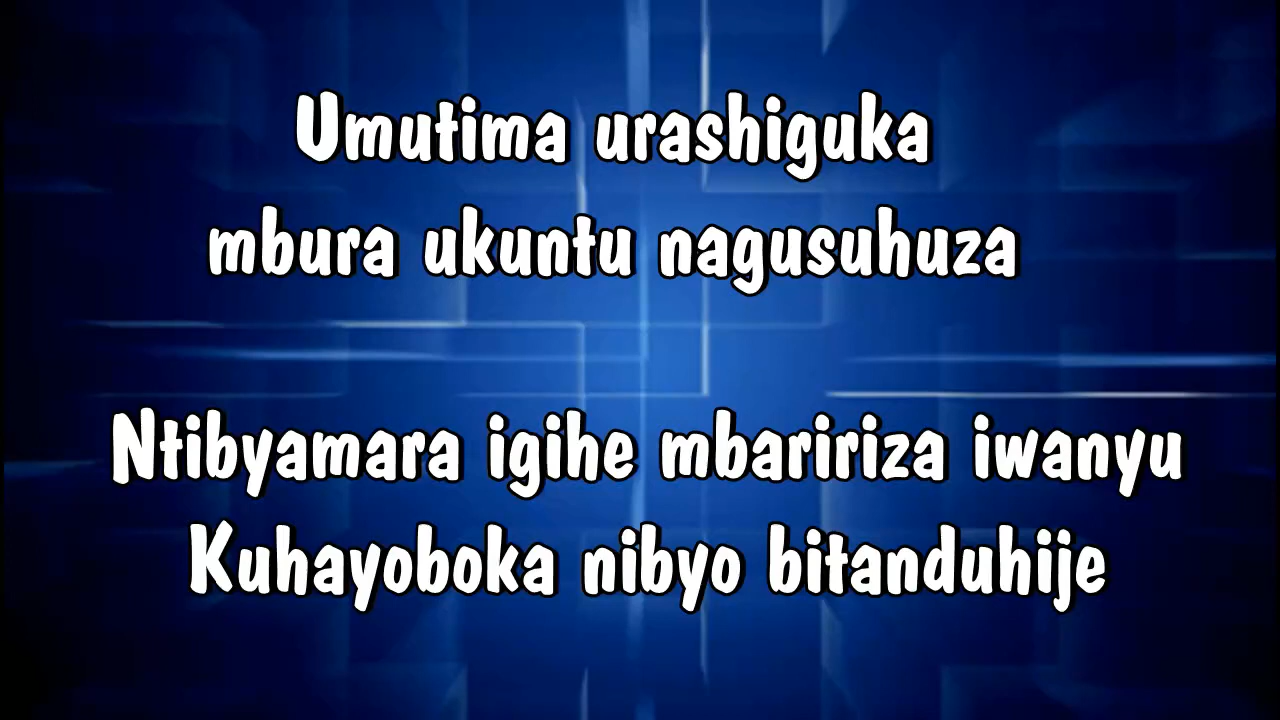 Umutima urashiguka
mbura ukuntu nagusuhuza
Ntibyamara igihe mbaririza iwanyu
Kuhayoboka nibyo bitanduhije